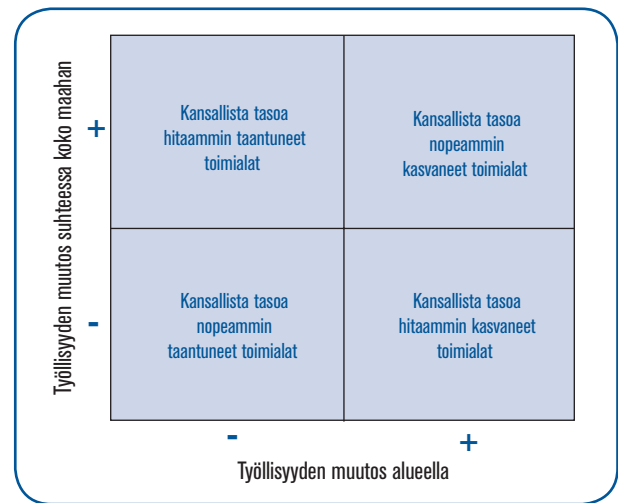 Työllisyyden muutos suhteessa koko maahan
+
Kansallista tasoa
hitaammin taantuneet
toimialat
Kansallista tasoa
nopeammin
kasvaneet toimialat
-
Kansallista tasoa
nopeammin
taantuneet toimialat
Kansallista tasoa
hitaammin kasvaneet
toimialat
-
+
Työllisyyden muutos alueella